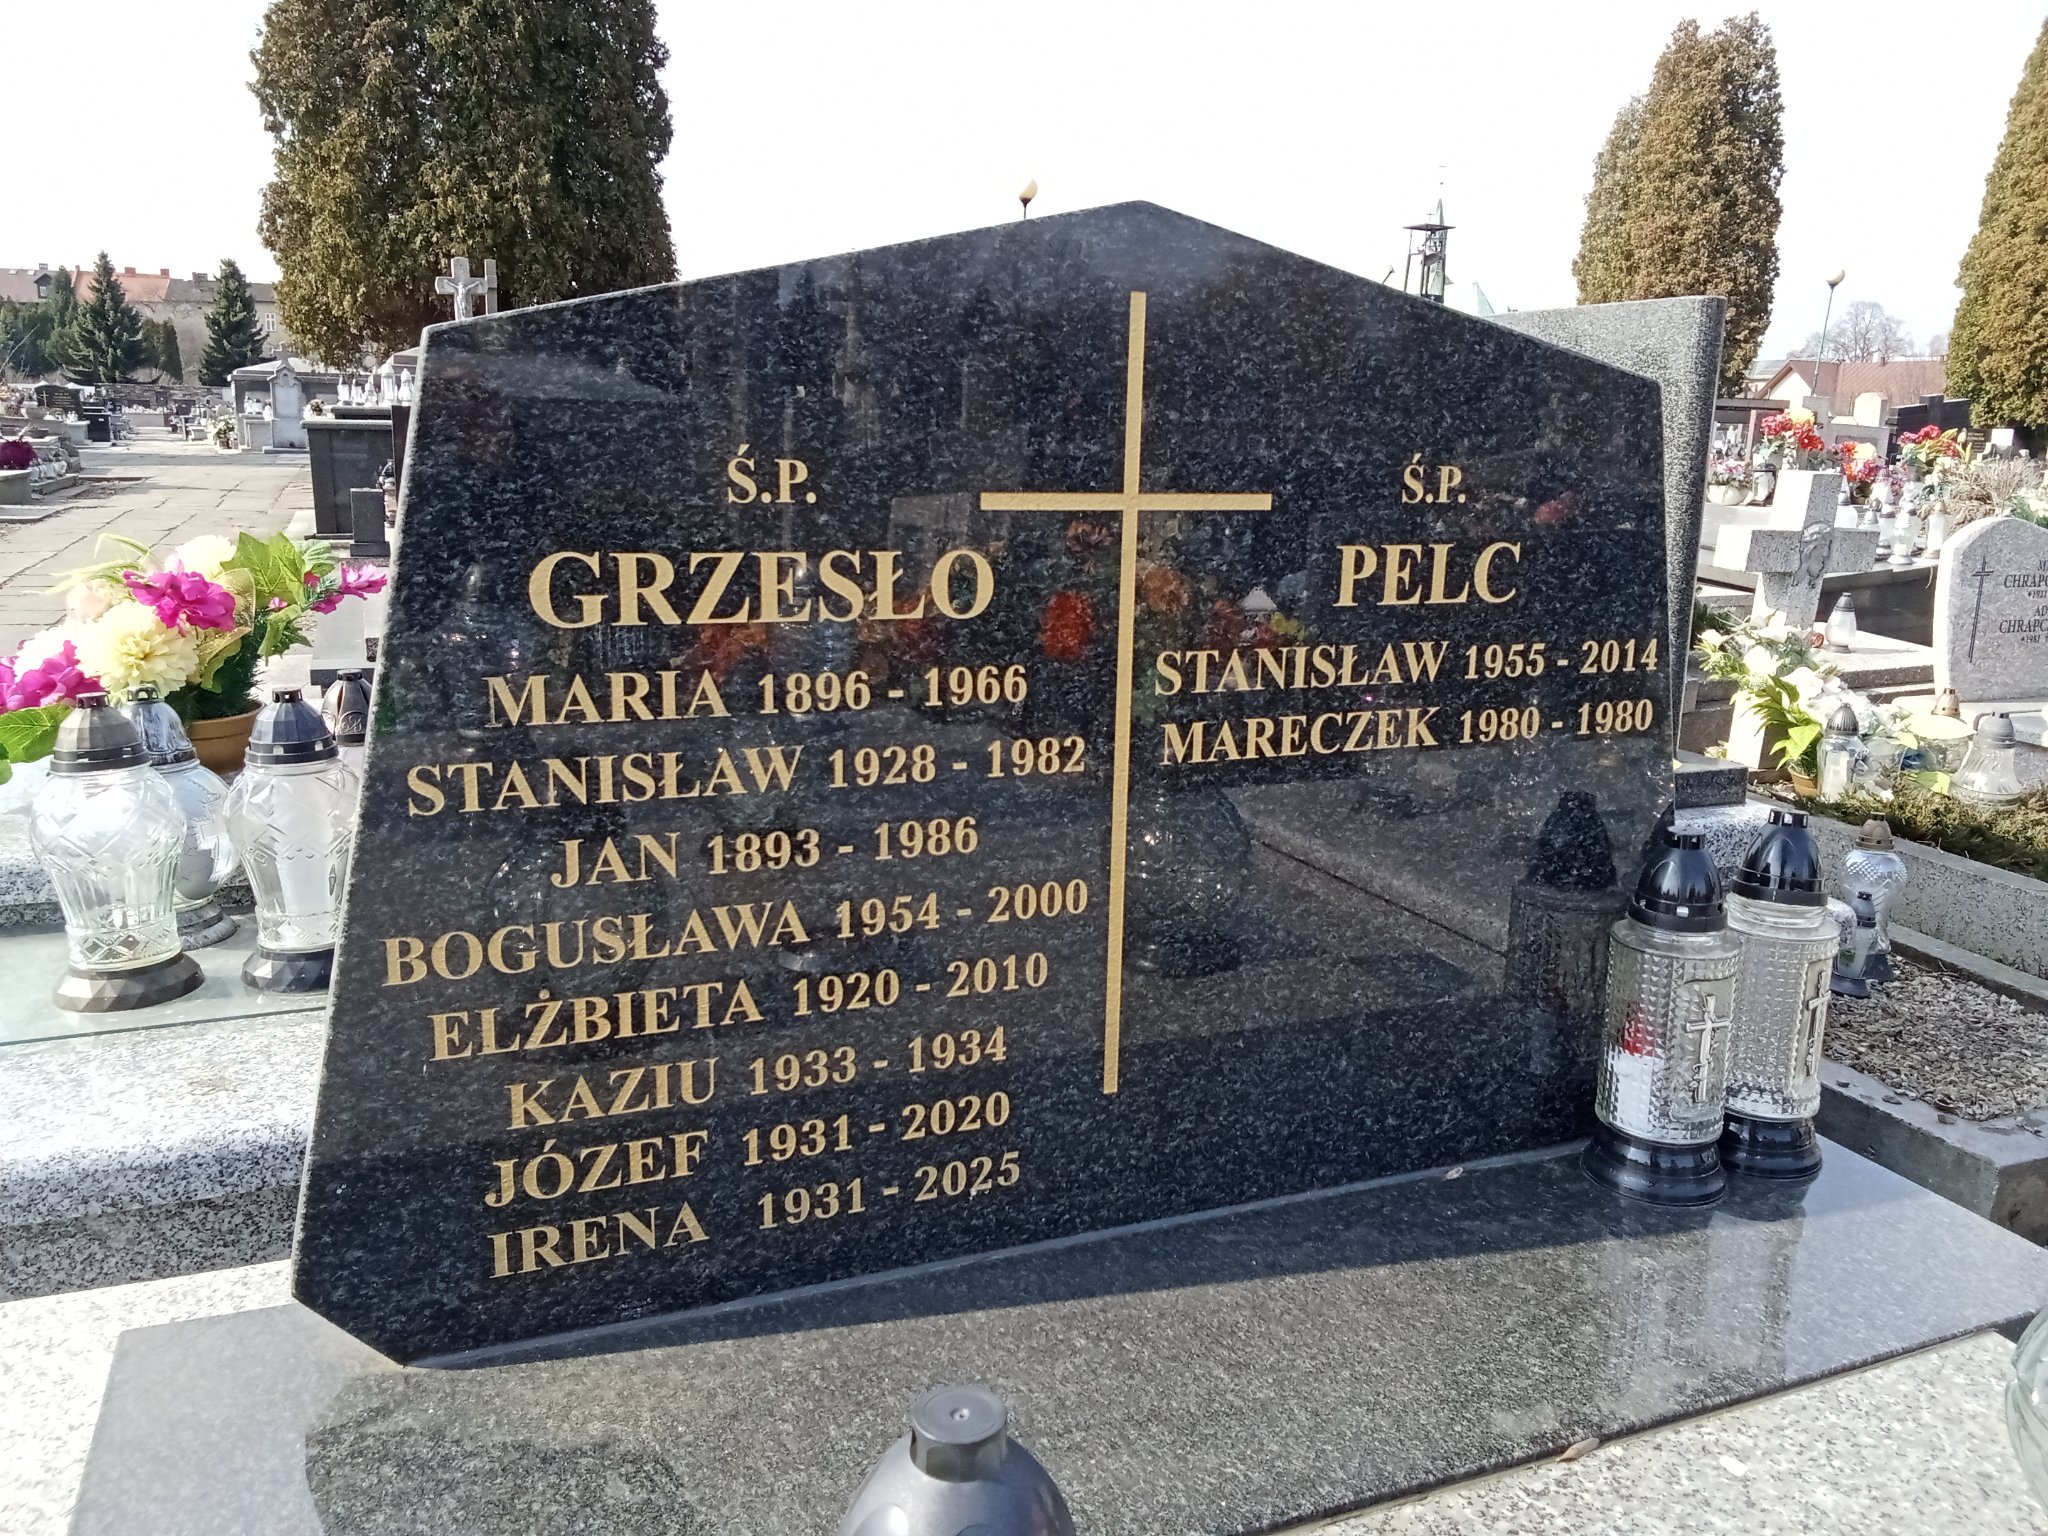 Ś.P.
GRZESŁO
MARIA 1896 - 1966
STANISŁAW 1928 - 1982
JAN 1893 - 1986
BOGUSŁAWA 1954 - 2000
ELŻBIETA 1920 - 2010
KAZIU 1933 - 1934
JÓZEF 1931 - 2020
IRENA 1931 - 2025
Ś.P.
PELC
STANISŁAW 1955 - 2014
MARECZEK 1980 - 1980